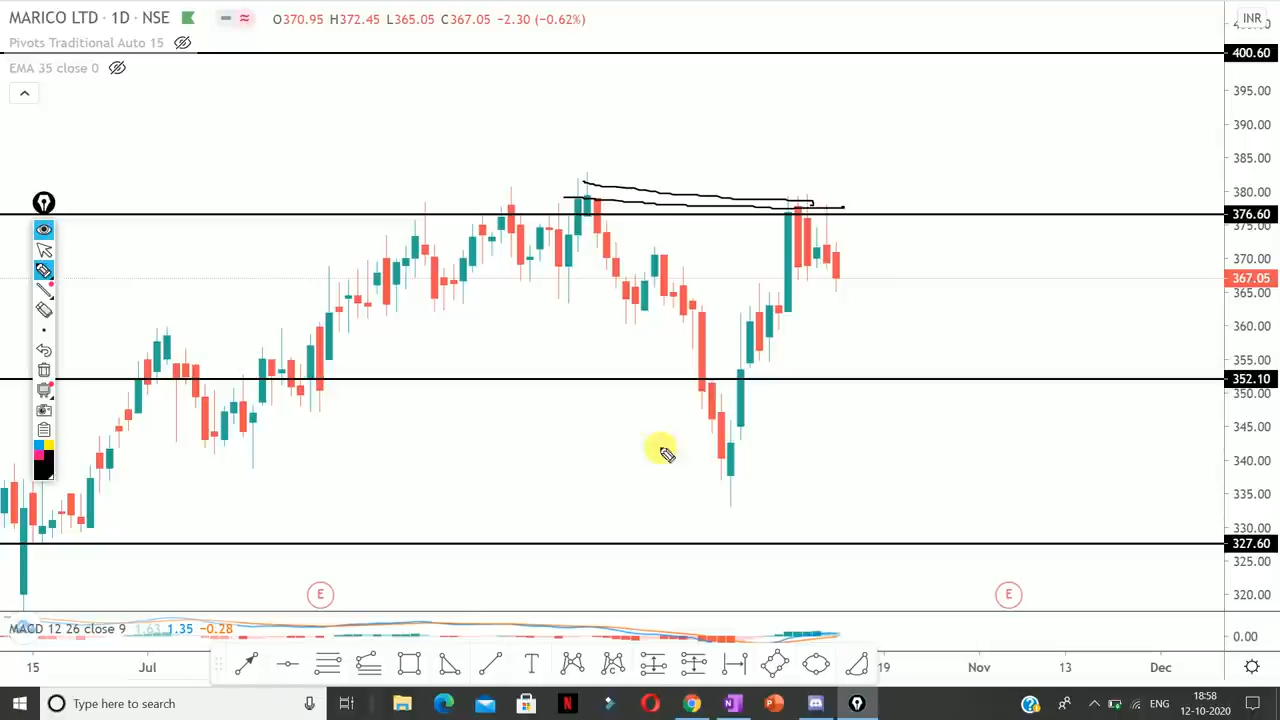 MARICO LTD · 1D · NSE
O370.95 H372.45 L365.05 C367.05 −2.30 (−0.62%)
INR
Pivots Traditional Auto 15
EMA 35 close 0
400.60
395.00
390.00
385.00
380.00
376.60
375.00
370.00
367.05
365.00
360.00
355.00
352.10
350.00
345.00
340.00
335.00
330.00
327.60
325.00
320.00
E E
MACD 12 26 close 9 1.63 1.35 −0.28
0.00
15 Jul 19 Nov 13 Dec
Type here to search
ENG
18:58
12-10-2020